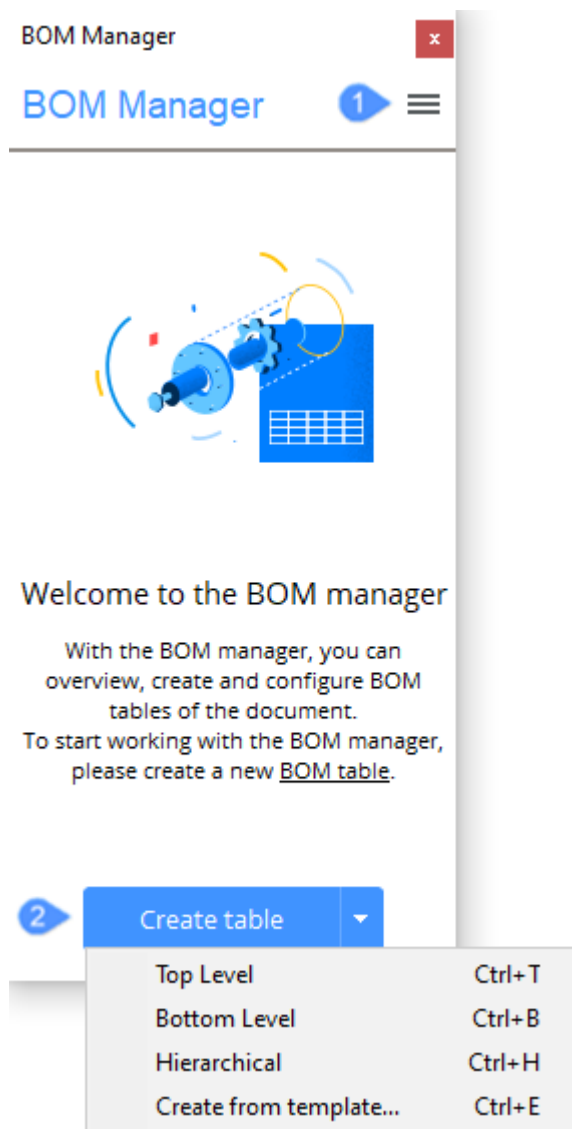 BOM Manager
x
BOM Manager
1
Welcome to the BOM manager
With the BOM manager, you can
overview, create and configure BOM
tables of the document.
To start working with the BOM manager,
please create a new BOM table.
2
Create table
Top Level Ctrl+T
Bottom Level Ctrl+B
Hierarchical Ctrl+H
Create from template... Ctrl+E